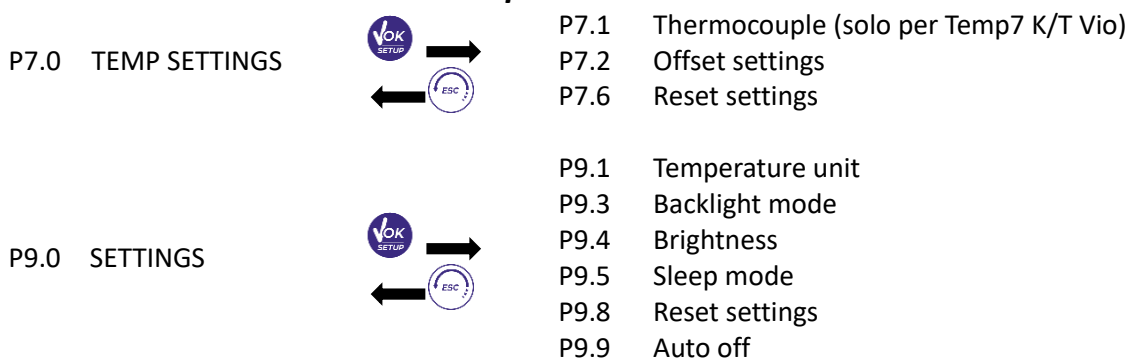 P7.0 TEMP SETTINGS
√OK
SETUP
ESC
P7.1 Thermocouple (solo per Temp7 K/T Vio)
P7.2 Offset settings
P7.6 Reset settings
P9.0 SETTINGS
√OK
SETUP
ESC
P9.1 Temperature unit
P9.3 Backlight mode
P9.4 Brightness
P9.5 Sleep mode
P9.8 Reset settings
P9.9 Auto off